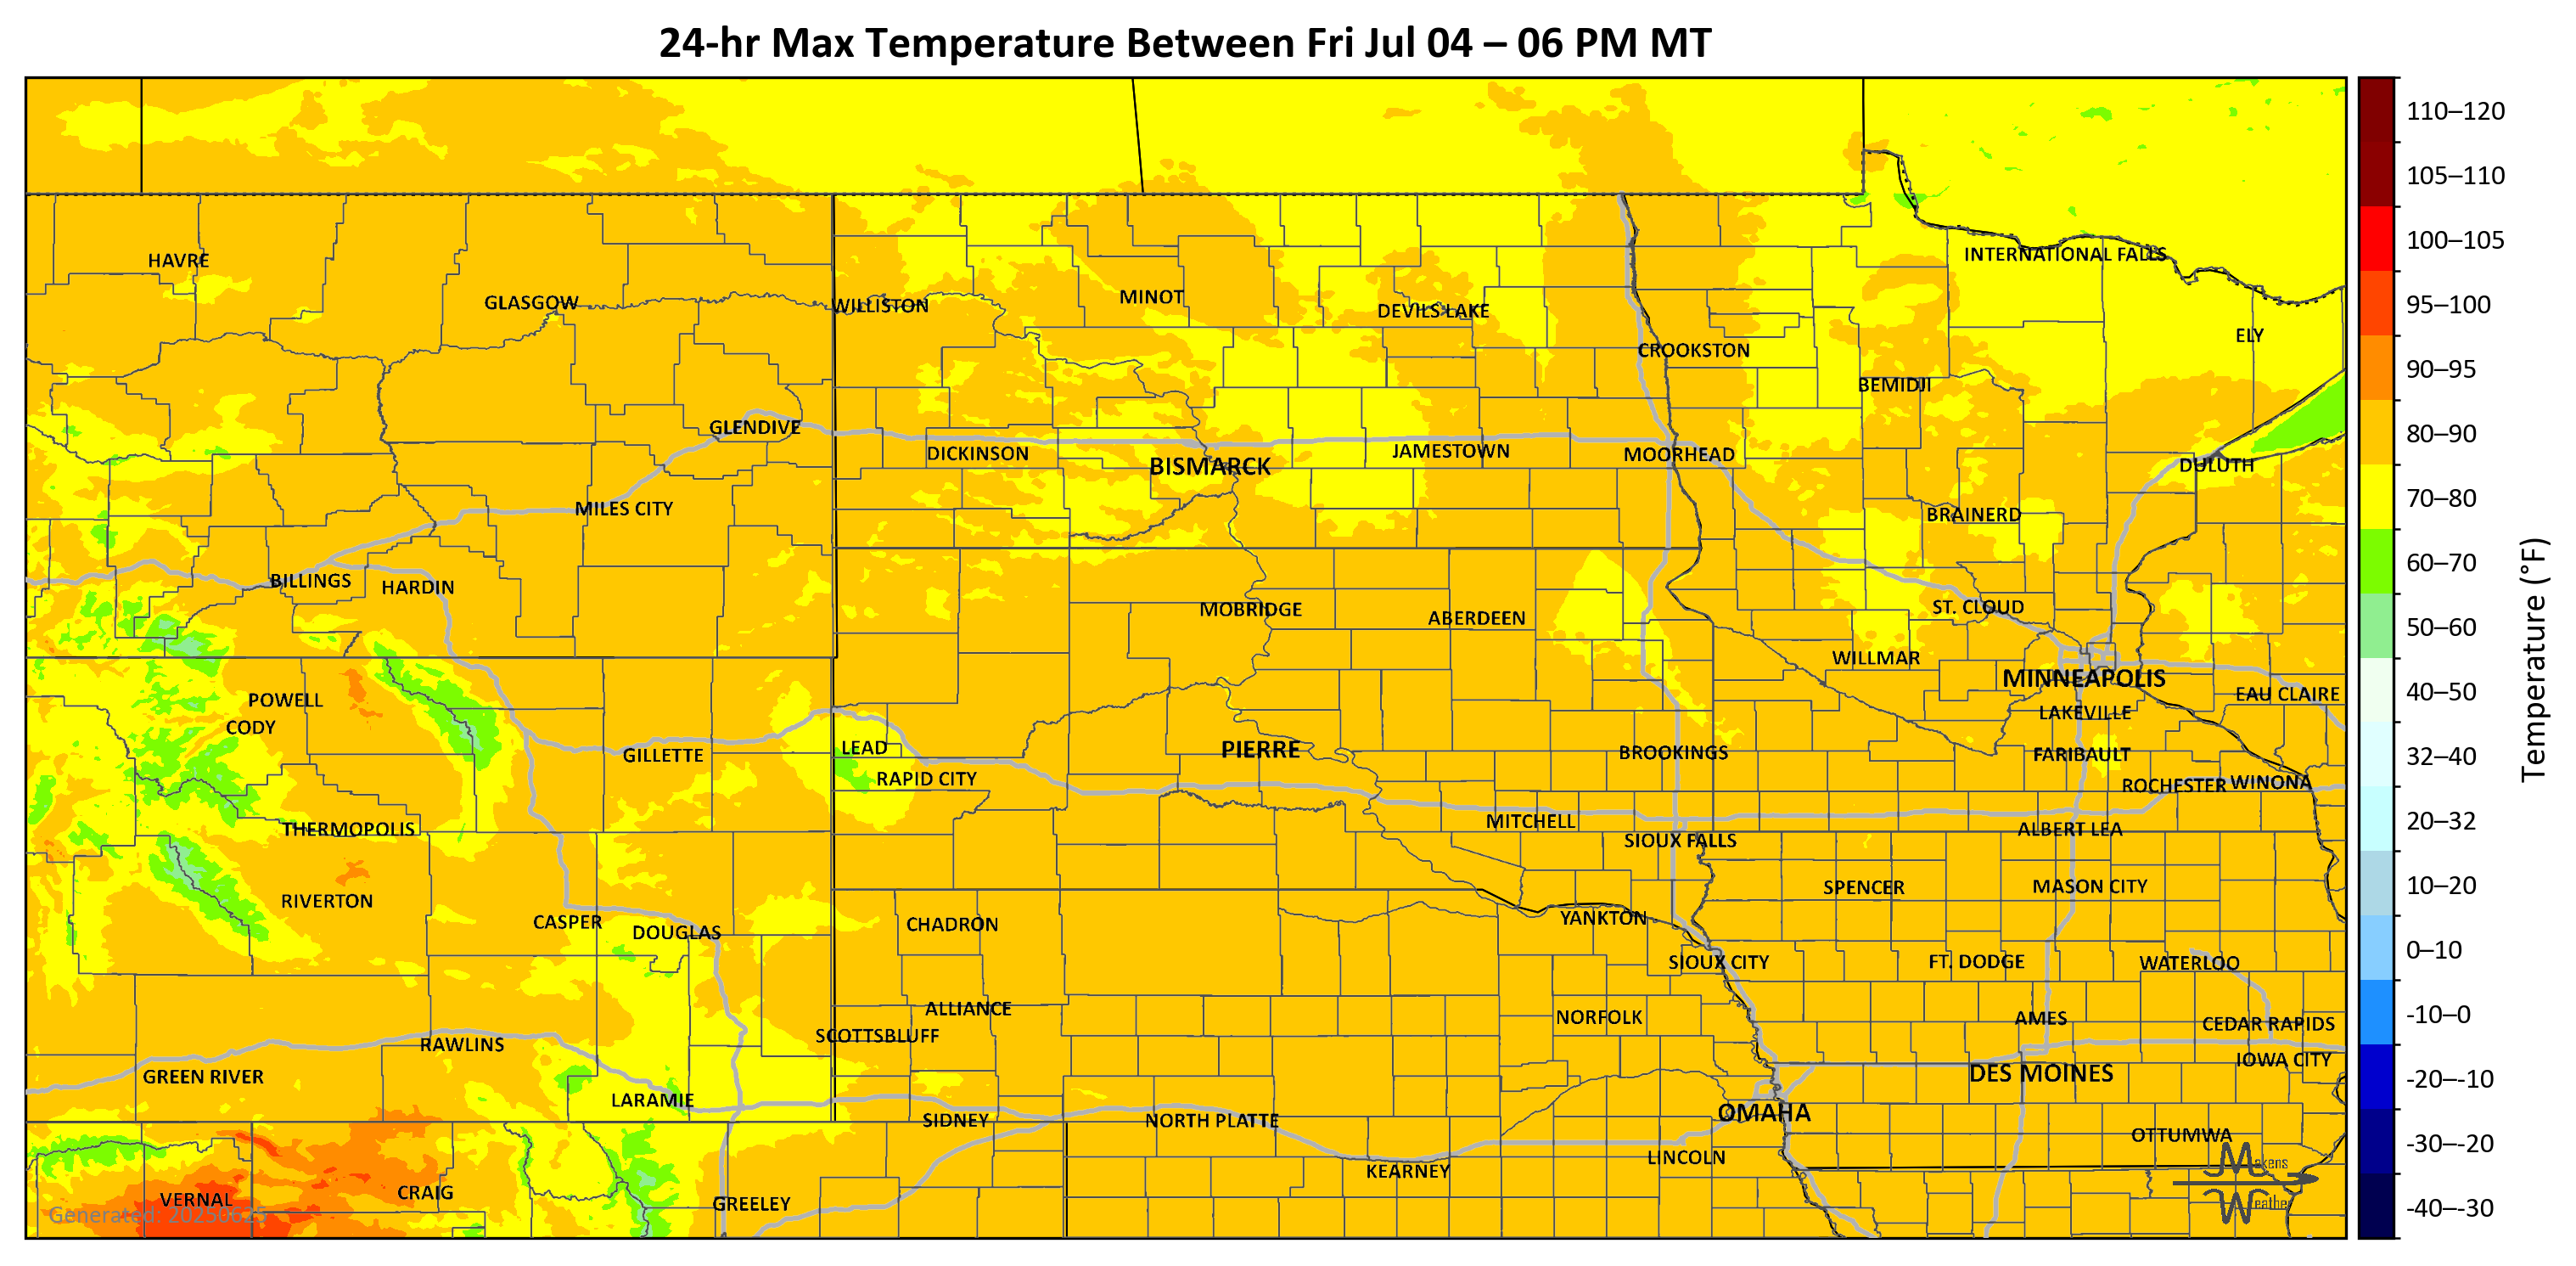 24-hr Max Temperature Between Fri Jul 04 – 06 PM MT
110–120
105–110
100–105
95–100
90–95
80–90
70–80
60–70
50–60
40–50
32–40
20–32
10–20
0–10
-10–0
-20–-10
-30–-20
-40–-30
Temperature (°F)
HAVRE
INTERNATIONAL FALLS
GLASGOW
WILLISTON
MINOT
DEVILS LAKE
ELY
CROOKSTON
BEMIDJI
GLENDIVE
DICKINSON
BISMARCK
JAMESTOWN
MOORHEAD
DULUTH
MILES CITY
BRAINERD
BILLINGS
HARDIN
MOBRIDGE
ABERDEEN
ST. CLOUD
WILLMAR
MINNEAPOLIS
EAU CLAIRE
POWELL
CODY
LAKEVILLE
GILLETTE
LEAD
PIERRE
BROOKINGS
FARIBAULT
RAPID CITY
ROCHESTER
WINONA
THERMOPOLIS
MITCHELL
SIOUX FALLS
ALBERT LEA
RIVERTON
SPENCER
MASON CITY
CASPER
DOUGLAS
CHADRON
YANKTON
SIOUX CITY
FT. DODGE
WATERLOO
ALLIANCE
NORFOLK
AMES
CEDAR RAPIDS
SCOTTSBLUFF
RAWLINS
IOWA CITY
GREEN RIVER
DES MOINES
LARAMIE
SIDNEY
NORTH PLATTE
OMAHA
OTTUMWA
LINCOLN
KEARNEY
VERNAL
CRAIG
GREELEY
Generated: 20250625
Makens
Weather